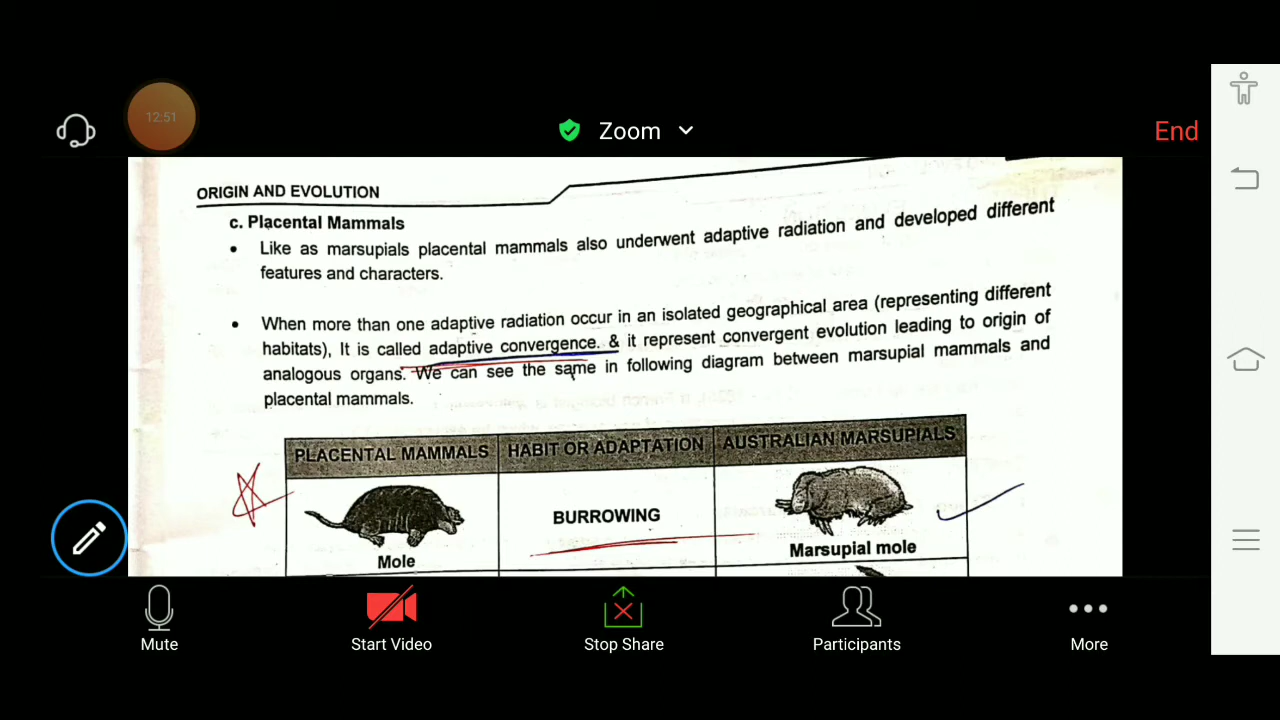 12:51
Zoom
End
ORIGIN AND EVOLUTION
c. Placental Mammals
• Like as marsupials placental mammals also underwent adaptive radiation and developed different
features and characters.
• When more than one adaptive radiation occur in an isolated geographical area (representing different
habitats), It is called adaptive convergence. & it represent convergent evolution leading to origin of
analogous organs. We can see the same in following diagram between marsupial mammals and
placental mammals.
PLACENTAL MAMMALS HABIT OR ADAPTATION AUSTRALIAN MARSUPIALS
BURROWING
Mole Marsupial mole
Mute Start Video Stop Share Participants More